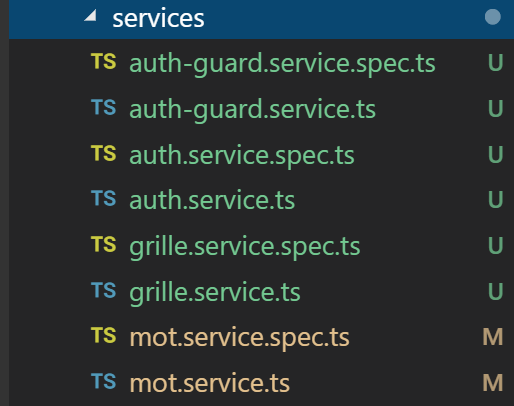 services
TS auth-guard.service.spec.ts U
TS auth-guard.service.ts U
TS auth.service.spec.ts U
TS auth.service.ts U
TS grille.service.spec.ts U
TS grille.service.ts U
TS mot.service.spec.ts M
TS mot.service.ts M